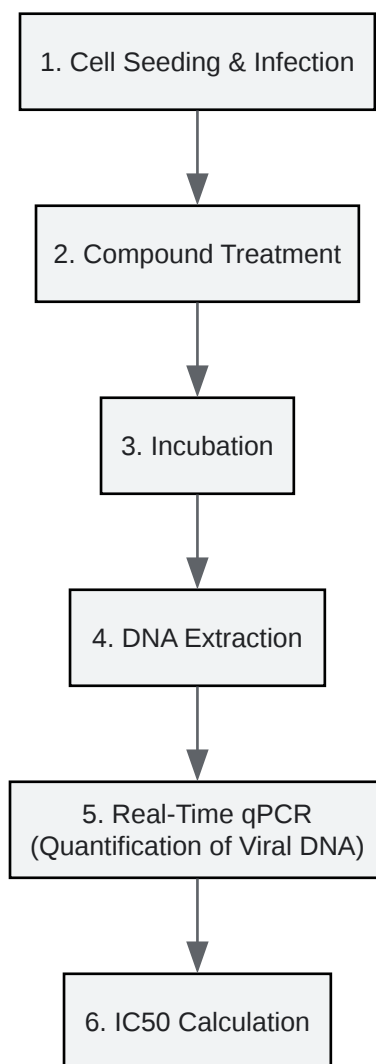 1. Cell Seeding & Infection
2. Compound Treatment
3. Incubation
4. DNA Extraction
5. Real-Time qPCR
(Quantification of Viral DNA)
6. IC50 Calculation